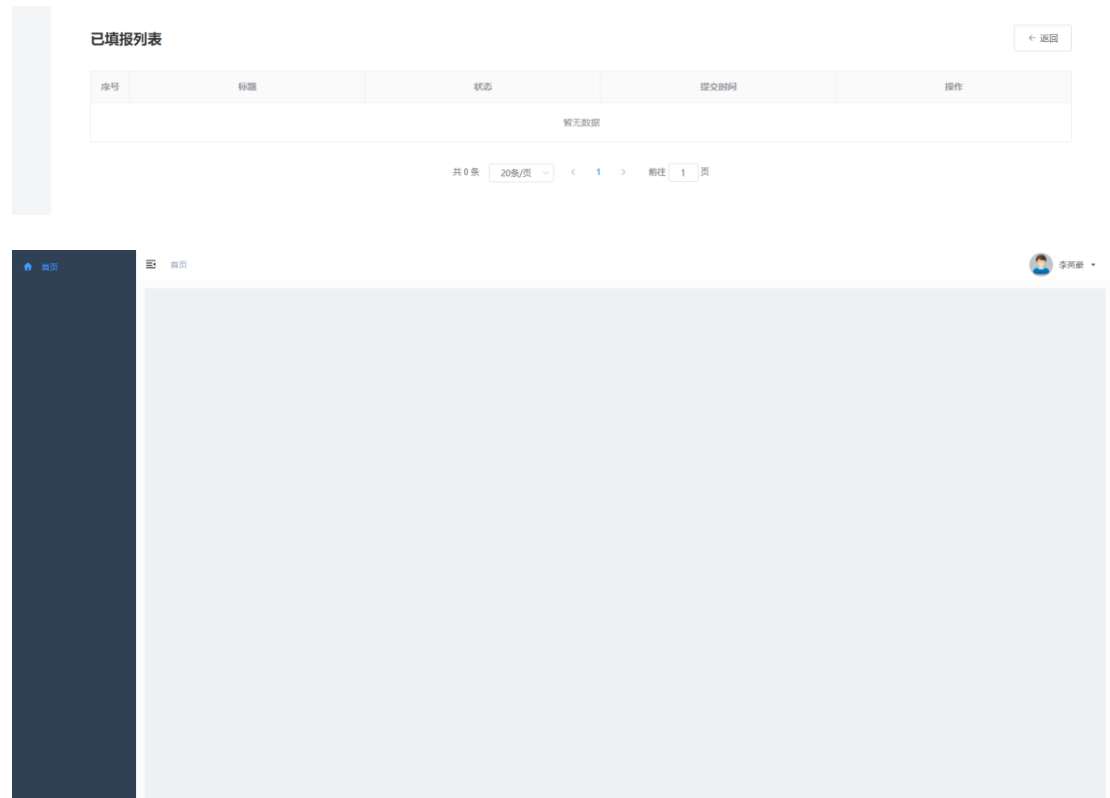 已填报列表
← 返回
序号 标题 状态 提交时间 操作
暂无数据
共 0 条 20条/页 < 1 > 前往 1 页
首页
首页
李英豪